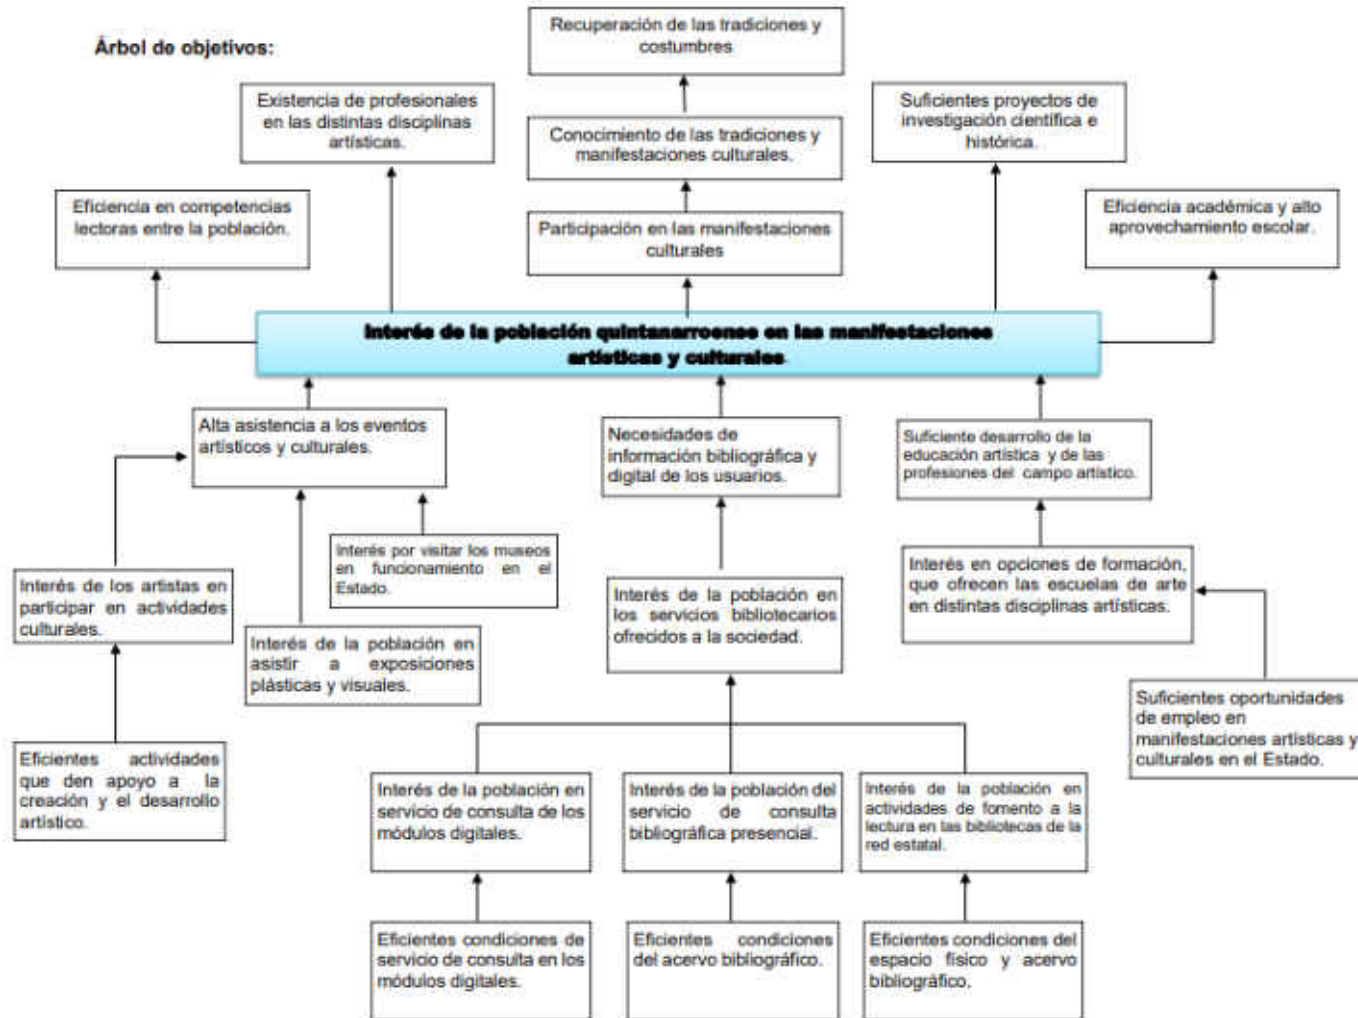 Árbol de objetivos:
Recuperación de las tradiciones y
costumbres
Existencia de profesionales
en las distintas disciplinas
artísticas.
Conocimiento de las tradiciones y
manifestaciones culturales.
Suficientes proyectos de
investigación científica e
histórica.
Eficiencia en competencias
lectoras entre la población.
Participación en las manifestaciones
culturales
Eficiencia académica y alto
aprovechamiento escolar.
Interés de la población quintanarroense en las manifestaciones
artísticas y culturales
Alta asistencia a los eventos
artísticos y culturales.
Necesidades de
información bibliográfica y
digital de los usuarios.
Suficiente desarrollo de la
educación artística y de las
profesiones del campo artístico.
Interés por visitar los museos
en funcionamiento en el
Estado.
Interés de los artistas en
participar en actividades
culturales.
Interés de la población en
asistir a exposiciones
plásticas y visuales.
Interés de la población en
los servicios bibliotecarios
ofrecidos a la sociedad.
Interés en opciones de formación,
que ofrecen las escuelas de arte
en distintas disciplinas artísticas.
Suficientes oportunidades
de empleo en
manifestaciones artísticas y
culturales en el Estado.
Eficientes actividades
que den apoyo a la
creación y el desarrollo
artístico.
Interés de la población en
servicio de consulta de los
módulos digitales.
Interés de la población del
servicio de consulta
bibliográfica presencial.
Interés de la población en
actividades de fomento a la
lectura en las bibliotecas de la
red estatal.
Eficientes condiciones de
servicio de consulta en los
módulos digitales.
Eficientes condiciones
del acervo bibliográfico.
Eficientes condiciones del
espacio físico y acervo
bibliográfico.